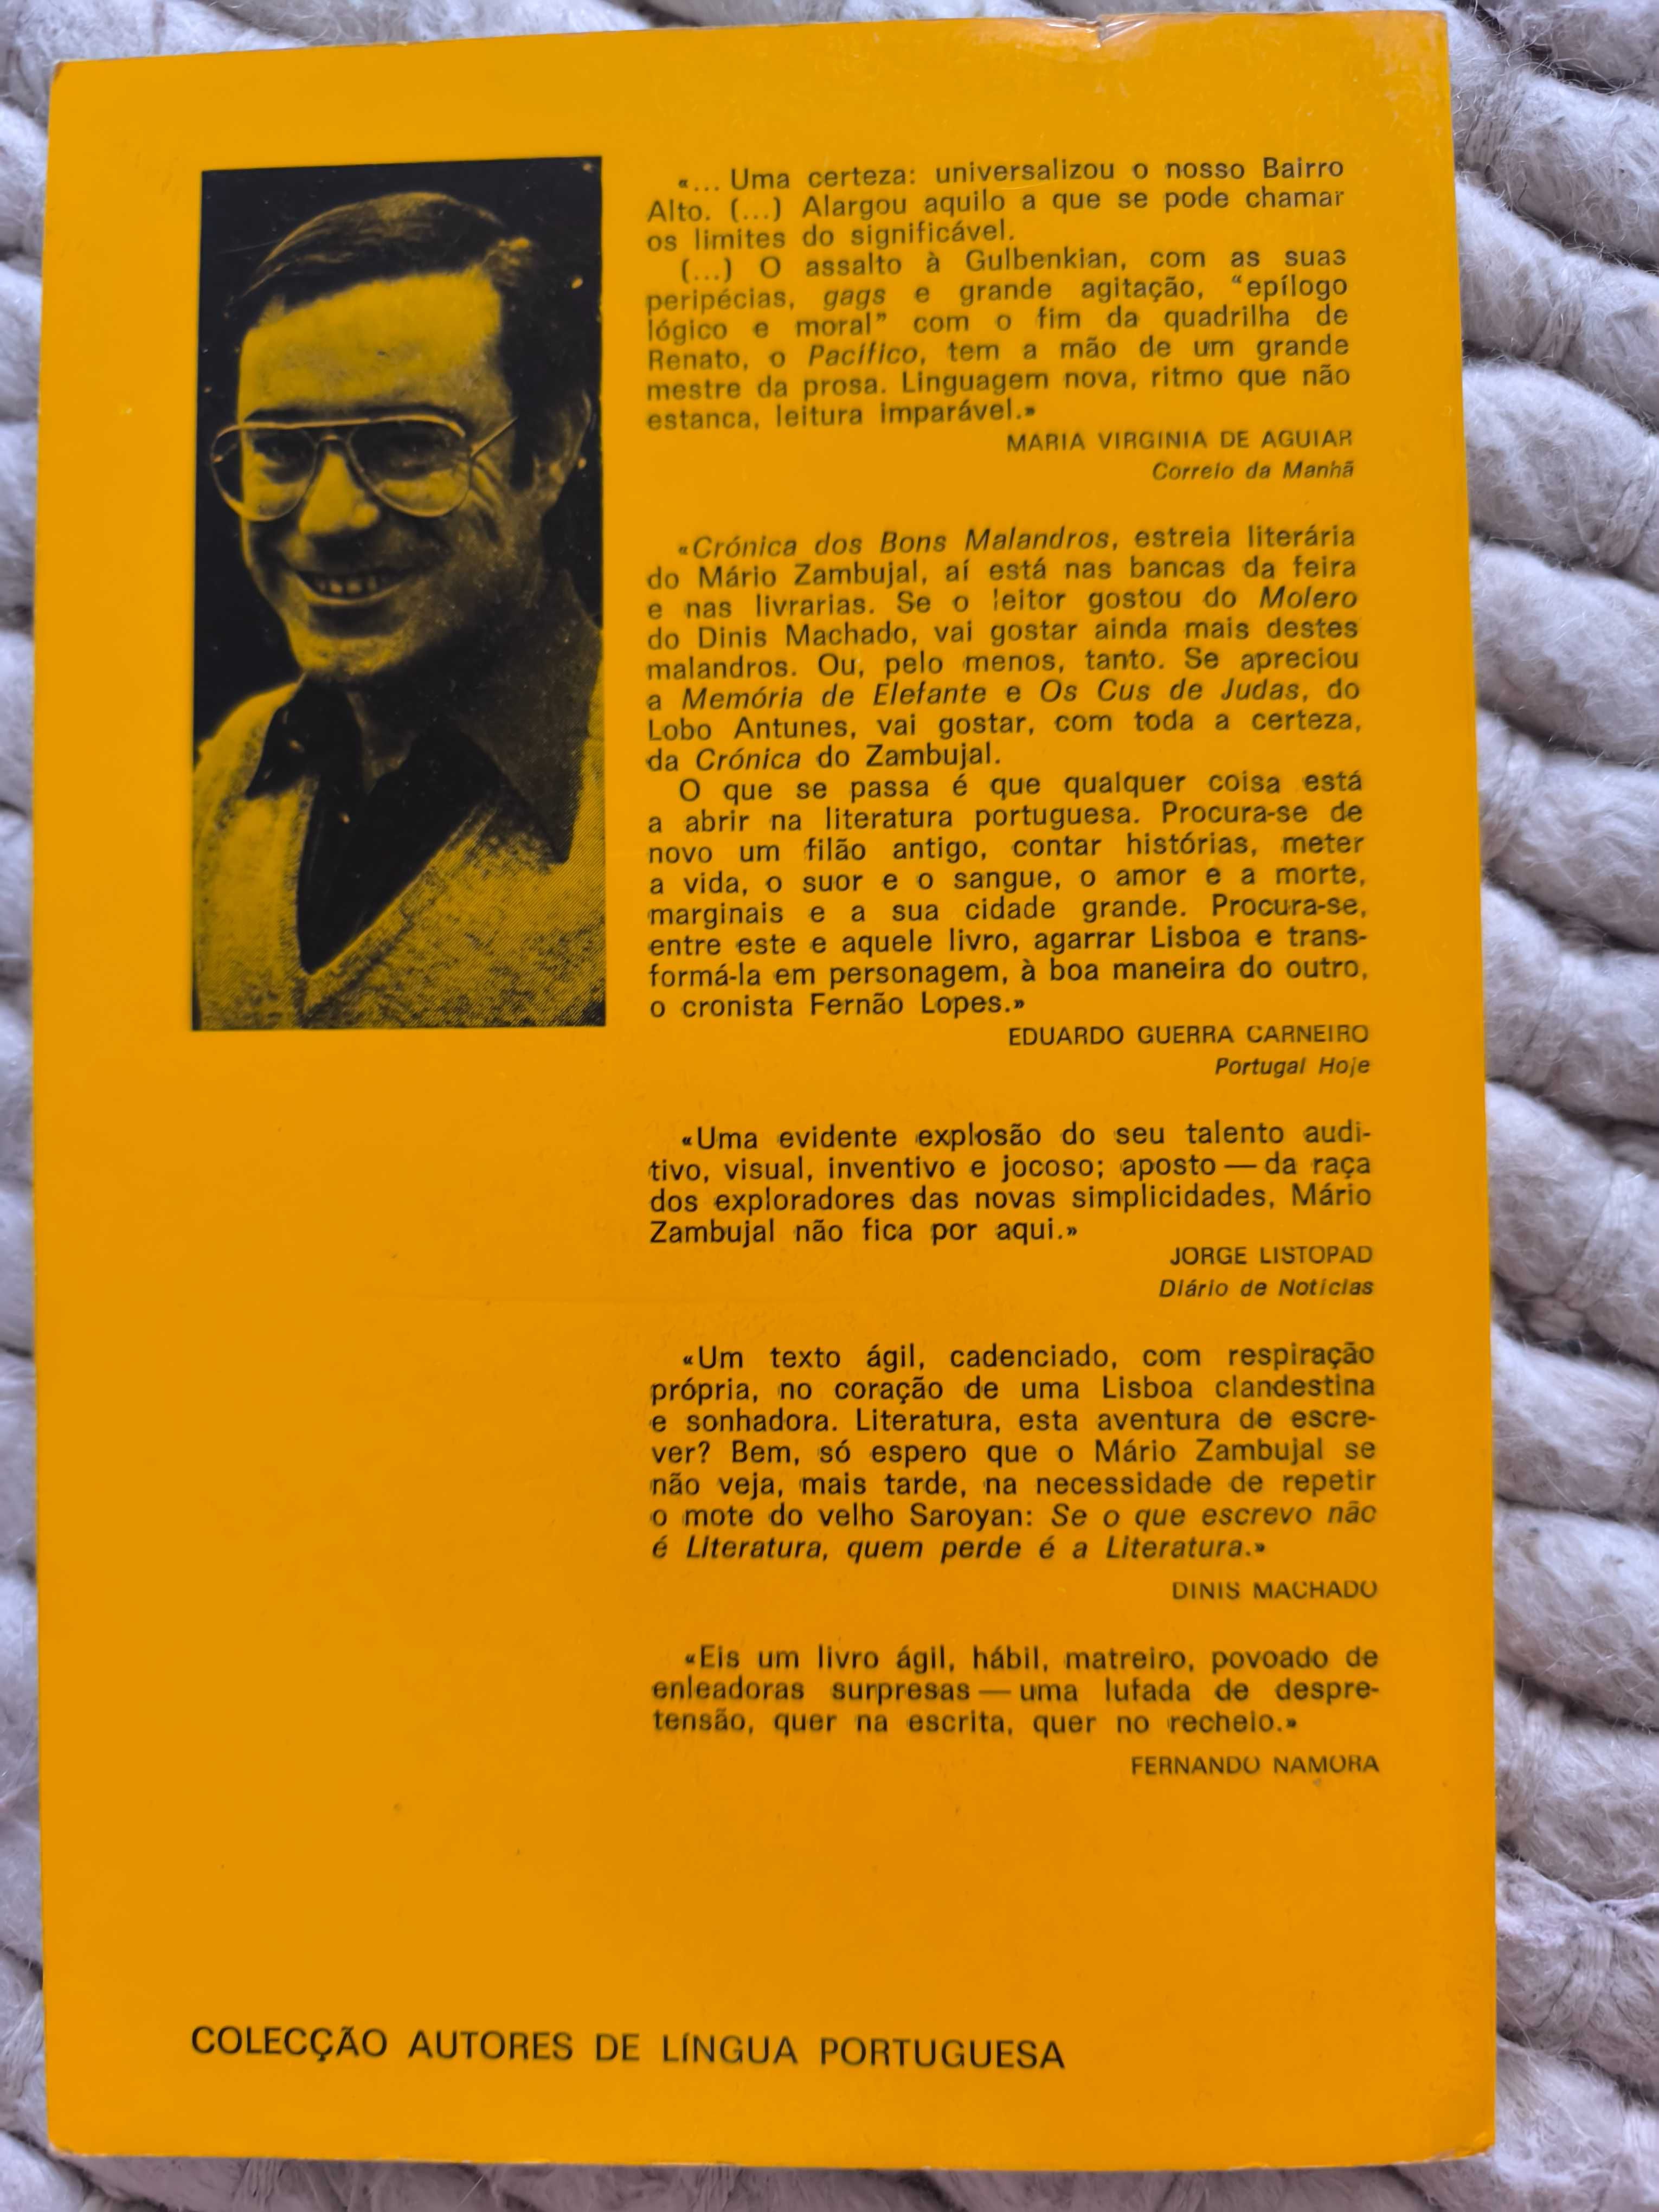 «... Uma certeza: universalizou o nosso Bairro
Alto. (...) Alargou aquilo a que se pode chamar
os limites do significável.
(...) O assalto à Gulbenkian, com as suas
peripécias, gags e grande agitação, “epílogo
lógico e moral” com o fim da quadrilha de
Renato, o Pacífico, tem a mão de um grande
mestre da prosa. Linguagem nova, ritmo que não
estanca, leitura imparável.»
MARIA VIRGINIA DE AGUIAR
Correio da Manhã
«Crónica dos Bons Malandros, estreia literária
do Mário Zambujal, aí está nas bancas da feira
e nas livrarias. Se o leitor gostou do Molero
do Dinis Machado, vai gostar ainda mais destes
malandros. Ou, pelo menos, tanto. Se apreciou
a Memória de Elefante e Os Cus de Judas, do
Lobo Antunes, vai gostar, com toda a certeza,
da Crónica do Zambujal.
O que se passa é que qualquer coisa está
a abrir na literatura portuguesa. Procura-se de
novo um filão antigo, contar histórias, meter
a vida, o suor e o sangue, o amor e a morte,
marginais e a sua cidade grande. Procura-se,
entre este e aquele livro, agarrar Lisboa e trans-
formá-la em personagem, à boa maneira do outro,
o cronista Fernão Lopes.»
EDUARDO GUERRA CARNEIRO
Portugal Hoje
«Uma evidente explosão do seu talento audi-
tivo, visual, inventivo e jocoso; aposto — da raça
dos exploradores das novas simplicidades, Mário
Zambujal não fica por aqui.»
JORGE LISTOPAD
Diário de Notícias
«Um texto ágil, cadenciado, com respiração
própria, no coração de uma Lisboa clandestina
e sonhadora. Literatura, esta aventura de escre-
ver? Bem, só espero que o Mário Zambujal se
não veja, mais tarde, na necessidade de repetir
o mote do velho Saroyan: Se o que escrevo não
é Literatura, quem perde é a Literatura.»
DINIS MACHADO
«Eis um livro ágil, hábil, matreiro, povoado de
enleadoras surpresas — uma lufada de despre-
tensão, quer na escrita, quer no recheio.»
FERNANDO NAMORA
COLECÇÃO AUTORES DE LÍNGUA PORTUGUESA